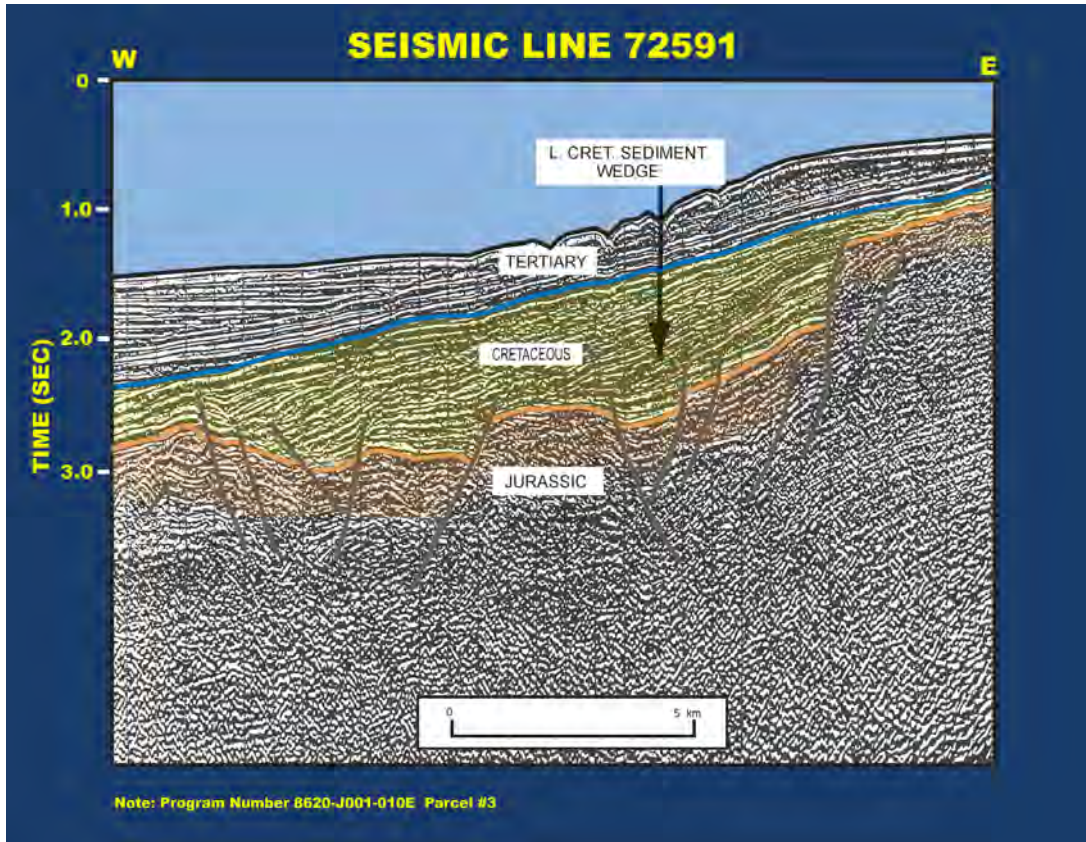 SEISMIC LINE 72591
W
E
0
L. CRET. SEDIMENT
WEDGE
1.0
TERTIARY
2.0
CRETACEOUS
TIME (SEC)
3.0
JURASSIC
0
5 km
Note: Program Number 8620-J001-010E Parcel #3